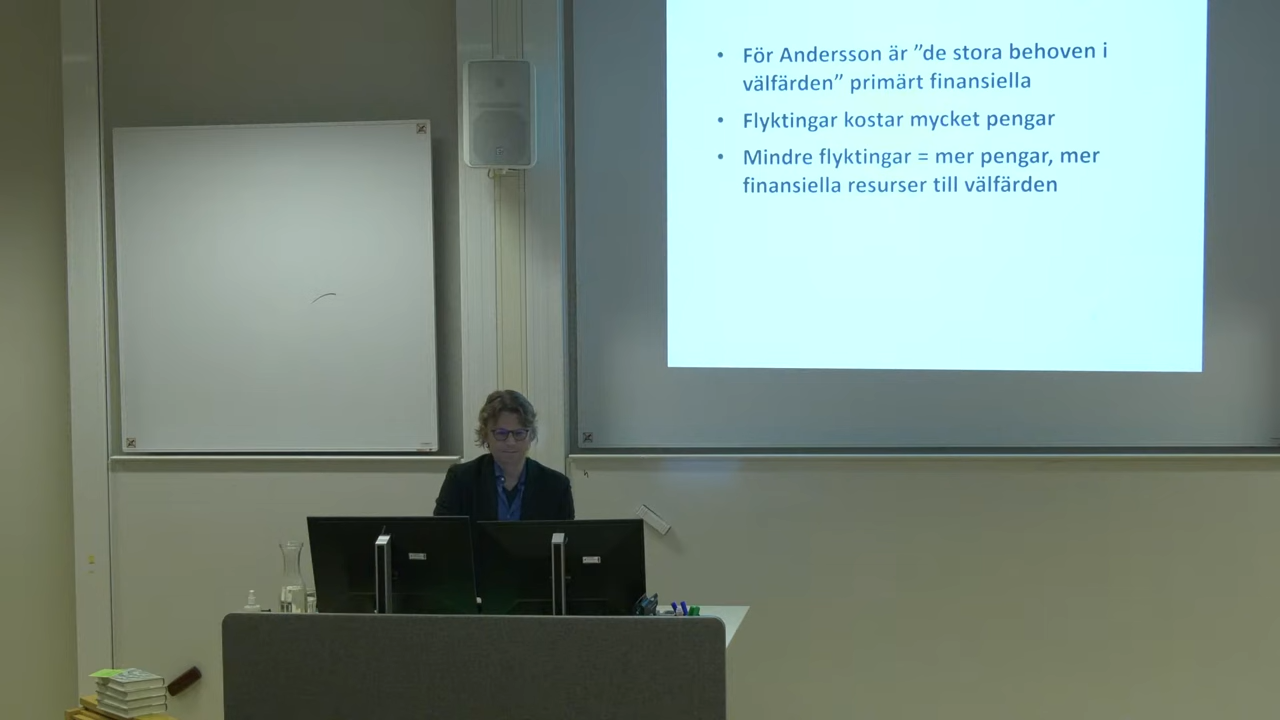 • För Andersson är ”de stora behoven i
välfärden” primärt finansiella
• Flyktingar kostar mycket pengar
• Mindre flyktingar = mer pengar, mer
finansiella resurser till välfärden